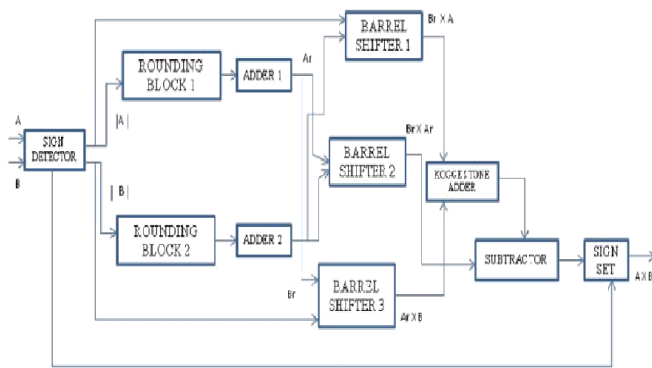 Br X A
BARREL
SHIFTER 1
Ar
ROUNDING
BLOCK 1
ADDER 1
A
|A|
SIGN
DETECTOR
B
Br X Ar
BARREL
SHIFTER 2
KOGGESTONE
ADDER
|B|
ROUNDING
BLOCK 2
ADDER 2
SUBTRACTOR
SIGN
SET
A X B
Br
BARREL
SHIFTER 3
Ar X B